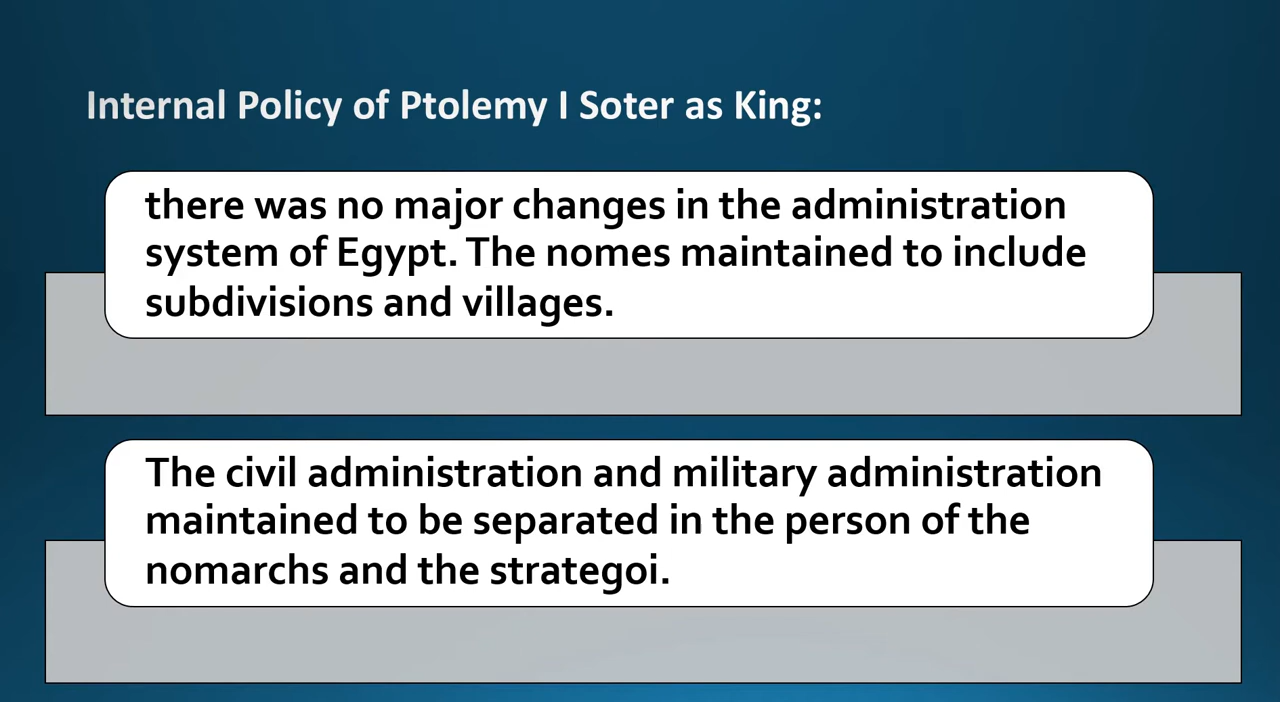 Internal Policy of Ptolemy I Soter as King:
there was no major changes in the administration
system of Egypt. The nomes maintained to include
subdivisions and villages.
The civil administration and military administration
maintained to be separated in the person of the
nomarchs and the strategoi.